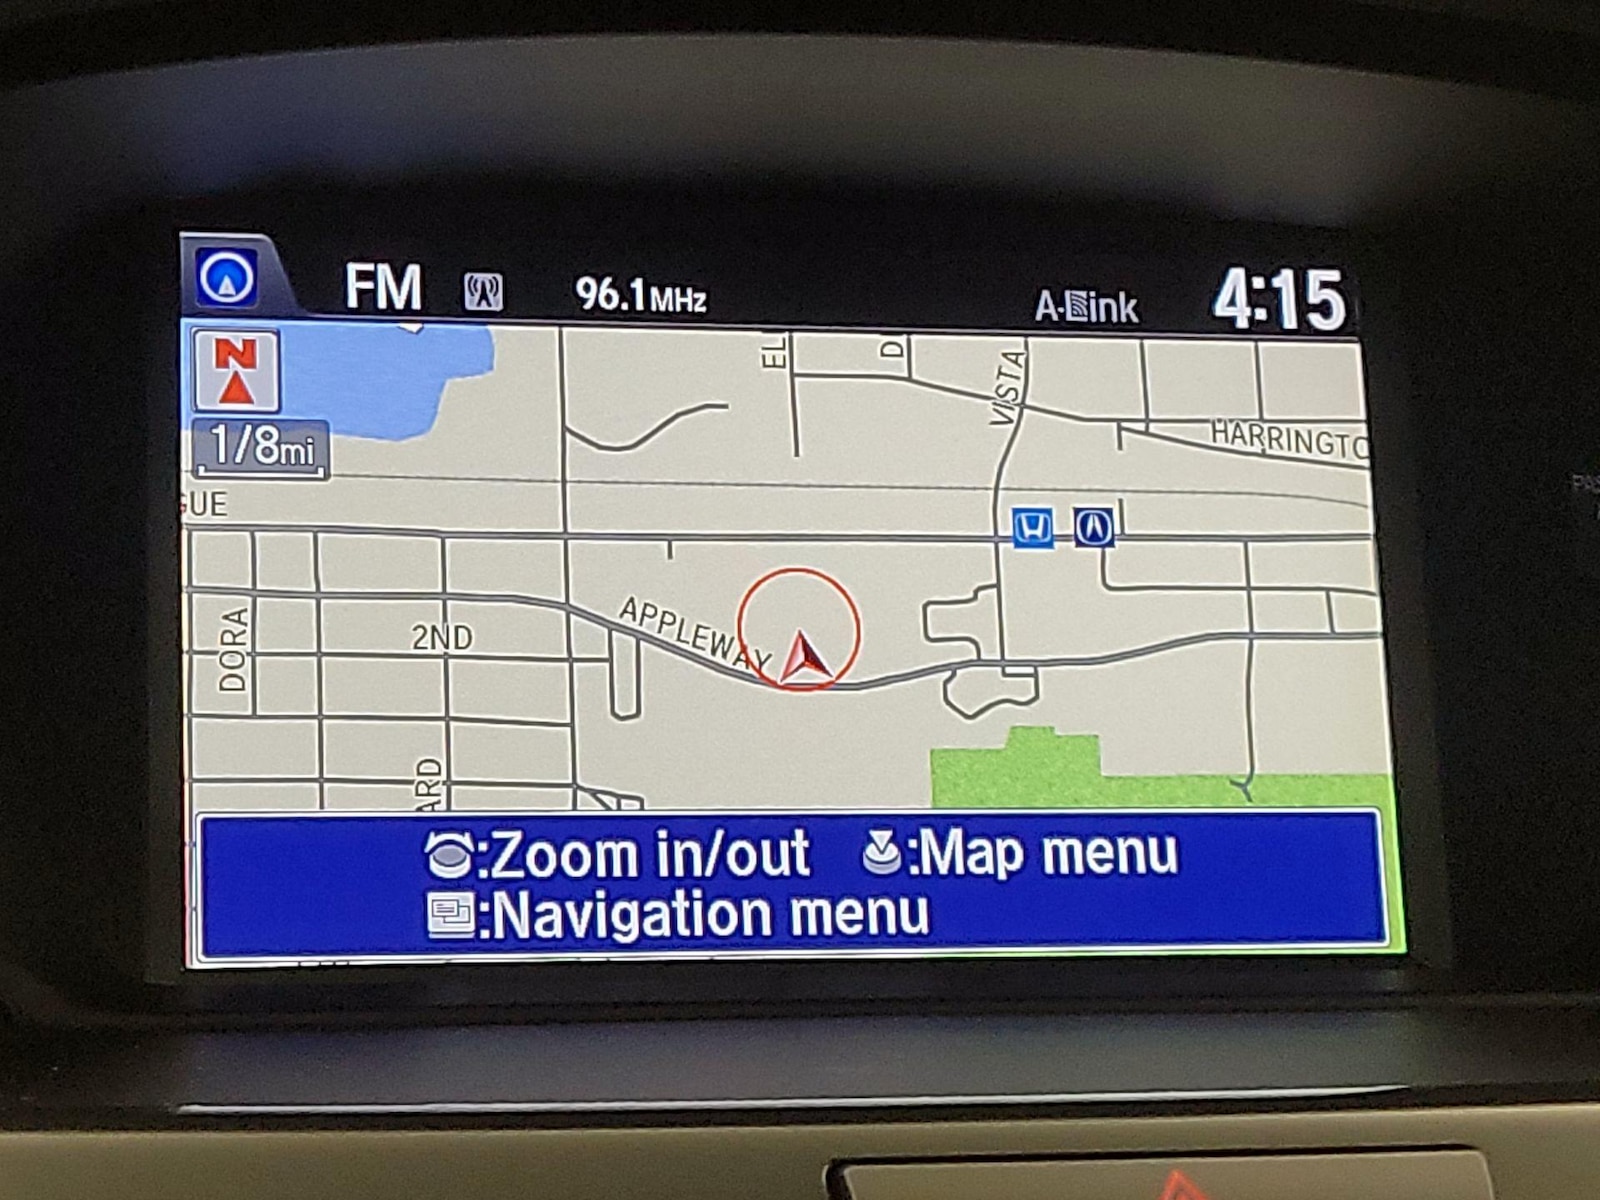 FM 96.1MHz A-Link 4:15
N
1/8mi
EL
D
VISTA
HARRINGTO
GUE
APPLEWAY
2ND
DORA
ARD
:Zoom in/out :Map menu
:Navigation menu